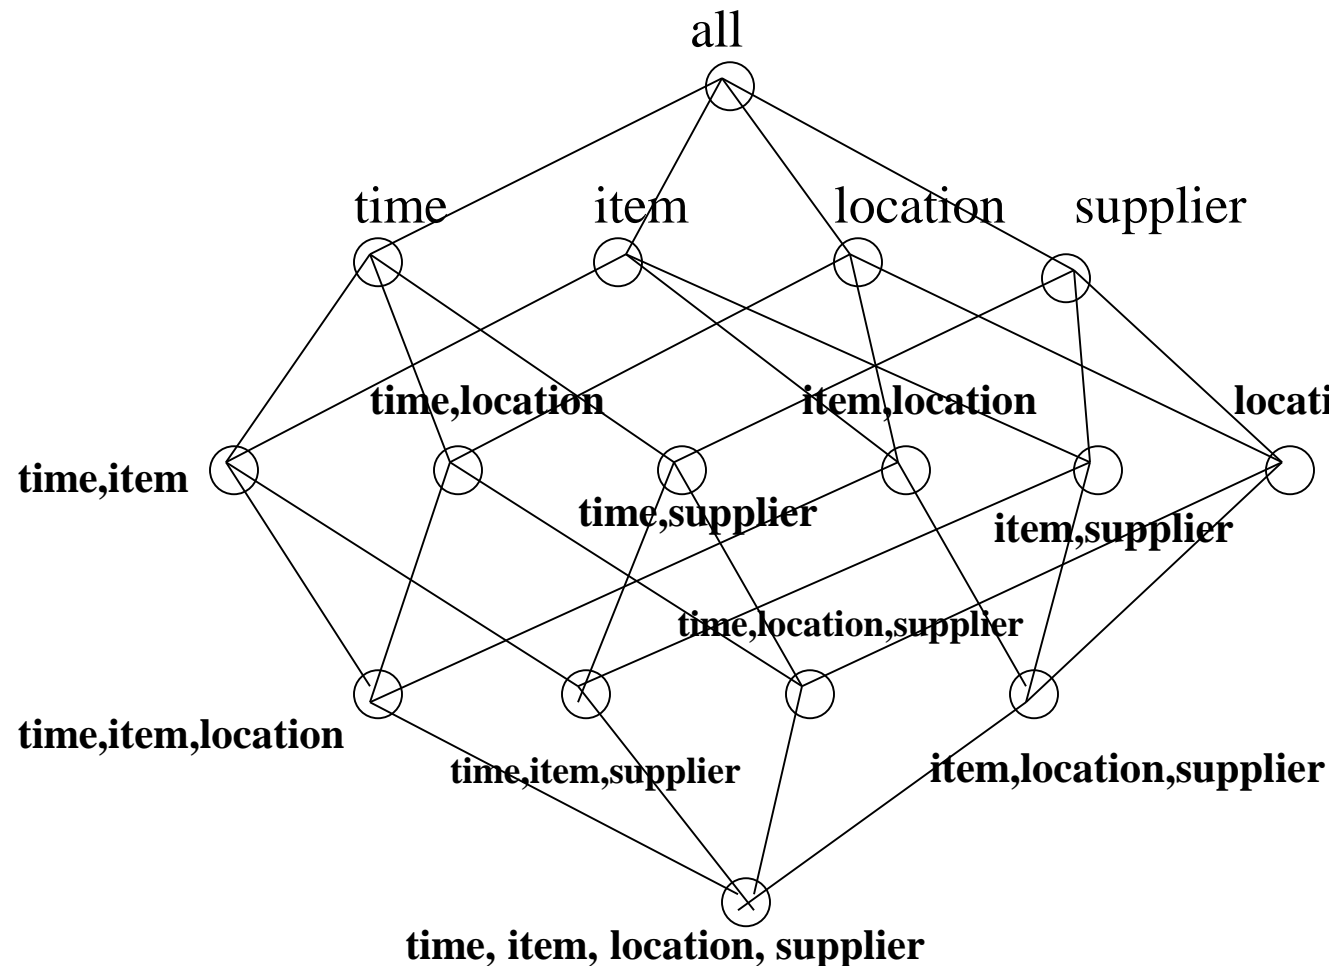 all
time
item
location
supplier
time,location
item,location
time,item
time,supplier
item,supplier
time,location,supplier
time,item,location
time,item,supplier
item,location,supplier
time, item, location, supplier